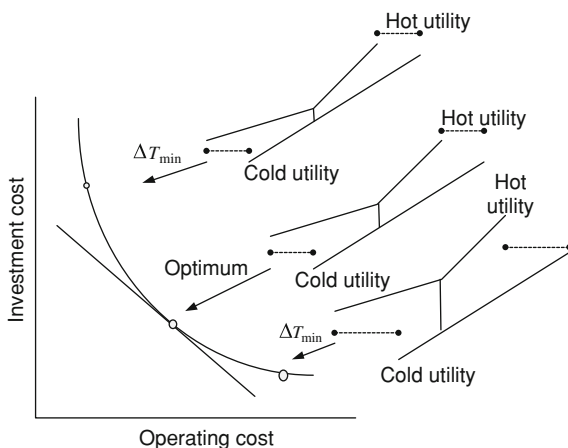 Hot utility
Hot utility
ΔTmin
Cold utility
Hot
utility
Optimum
Cold utility
ΔTmin
Cold utility
Investment cost
Operating cost